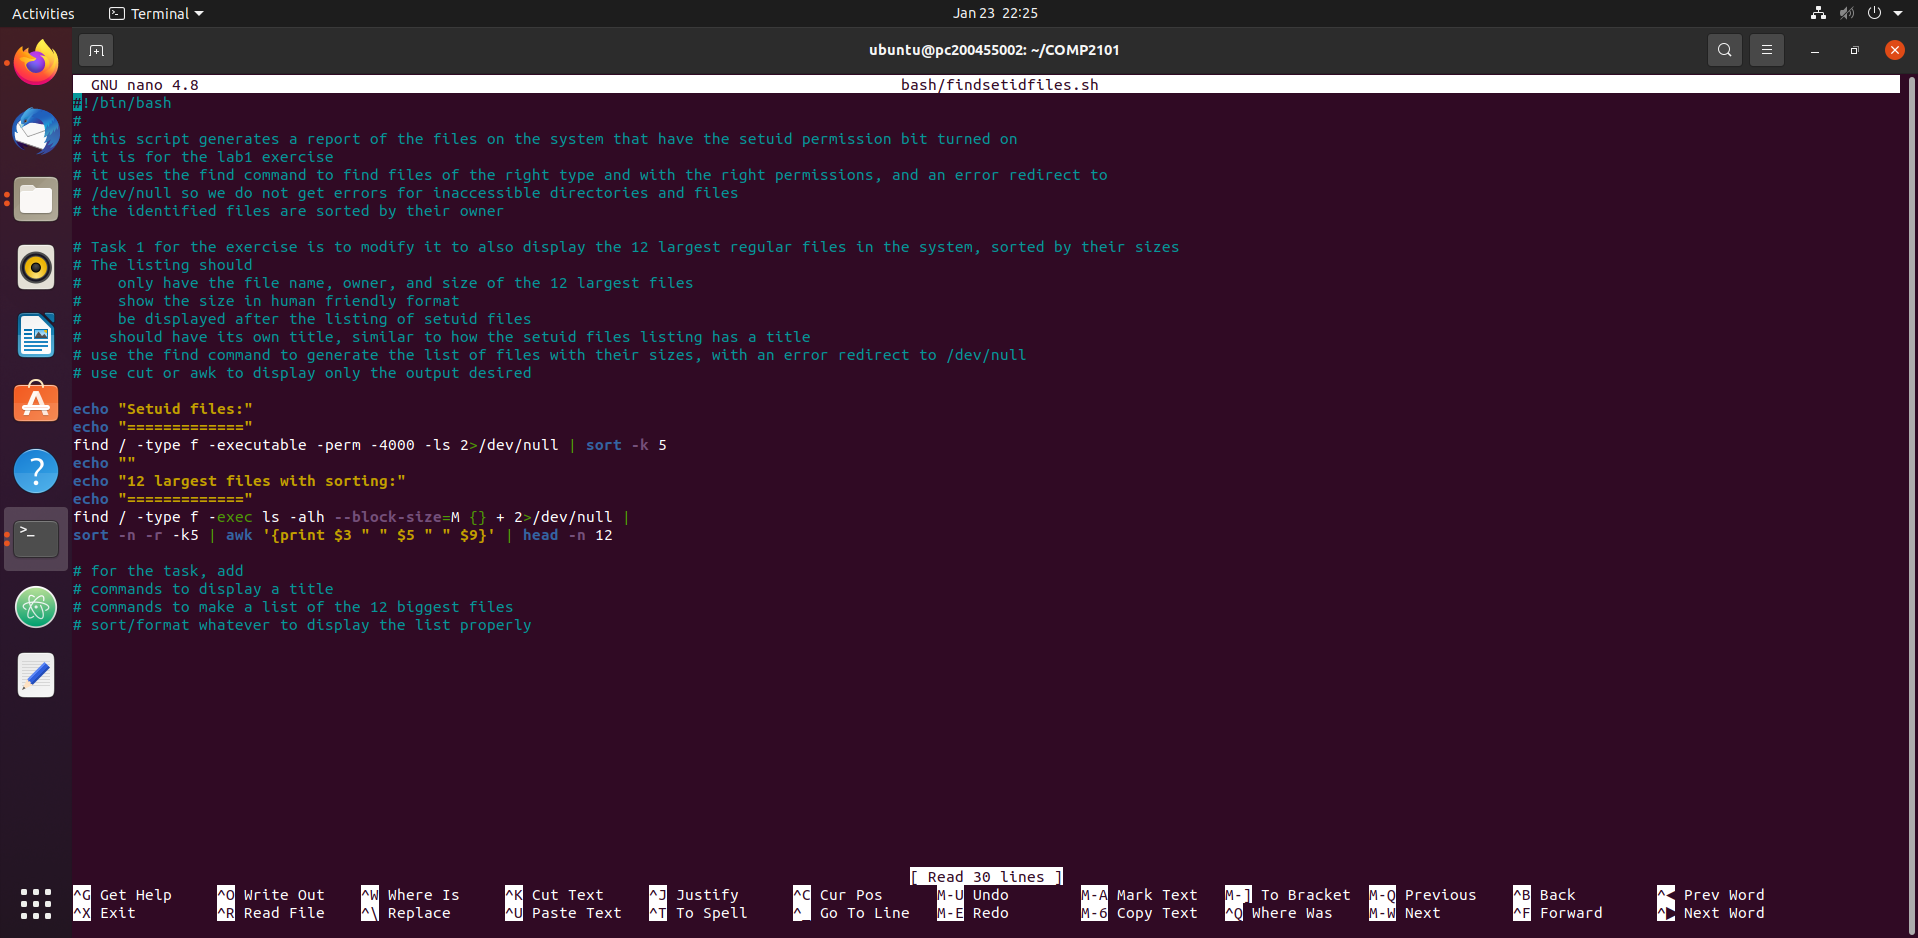 Activities Terminal Jan 23 22:25
ubuntu@pc200455002: ~/COMP2101
GNU nano 4.8 bash/findsetidfiles.sh
#!/bin/bash
#
# this script generates a report of the files on the system that have the setuid permission bit turned on
# it is for the lab1 exercise
# it uses the find command to find files of the right type and with the right permissions, and an error redirect to
# /dev/null so we do not get errors for inaccessible directories and files
# the identified files are sorted by their owner
# Task 1 for the exercise is to modify it to also display the 12 largest regular files in the system, sorted by their sizes
# The listing should
#    only have the file name, owner, and size of the 12 largest files
#    show the size in human friendly format
#    be displayed after the listing of setuid files
#   should have its own title, similar to how the setuid files listing has a title
# use the find command to generate the list of files with their sizes, with an error redirect to /dev/null
# use cut or awk to display only the output desired
echo "Setuid files:"
echo "============="
find / -type f -executable -perm -4000 -ls 2>/dev/null | sort -k 5
echo ""
echo "12 largest files with sorting:"
echo "============="
find / -type f -exec ls -alh --block-size=M {} + 2>/dev/null |
sort -n -r -k5 | awk '{print $3 " " $5 " " $9}' | head -n 12
# for the task, add
# commands to display a title
# commands to make a list of the 12 biggest files
# sort/format whatever to display the list properly
[ Read 30 lines ]
^G Get Help ^O Write Out ^W Where Is ^K Cut Text ^J Justify ^C Cur Pos M-U Undo M-A Mark Text M-] To Bracket M-Q Previous ^B Back ^◀ Prev Word
^X Exit ^R Read File ^\ Replace ^U Paste Text ^T To Spell ^_ Go To Line M-E Redo M-6 Copy Text ^Q Where Was M-W Next ^F Forward ^▶ Next Word